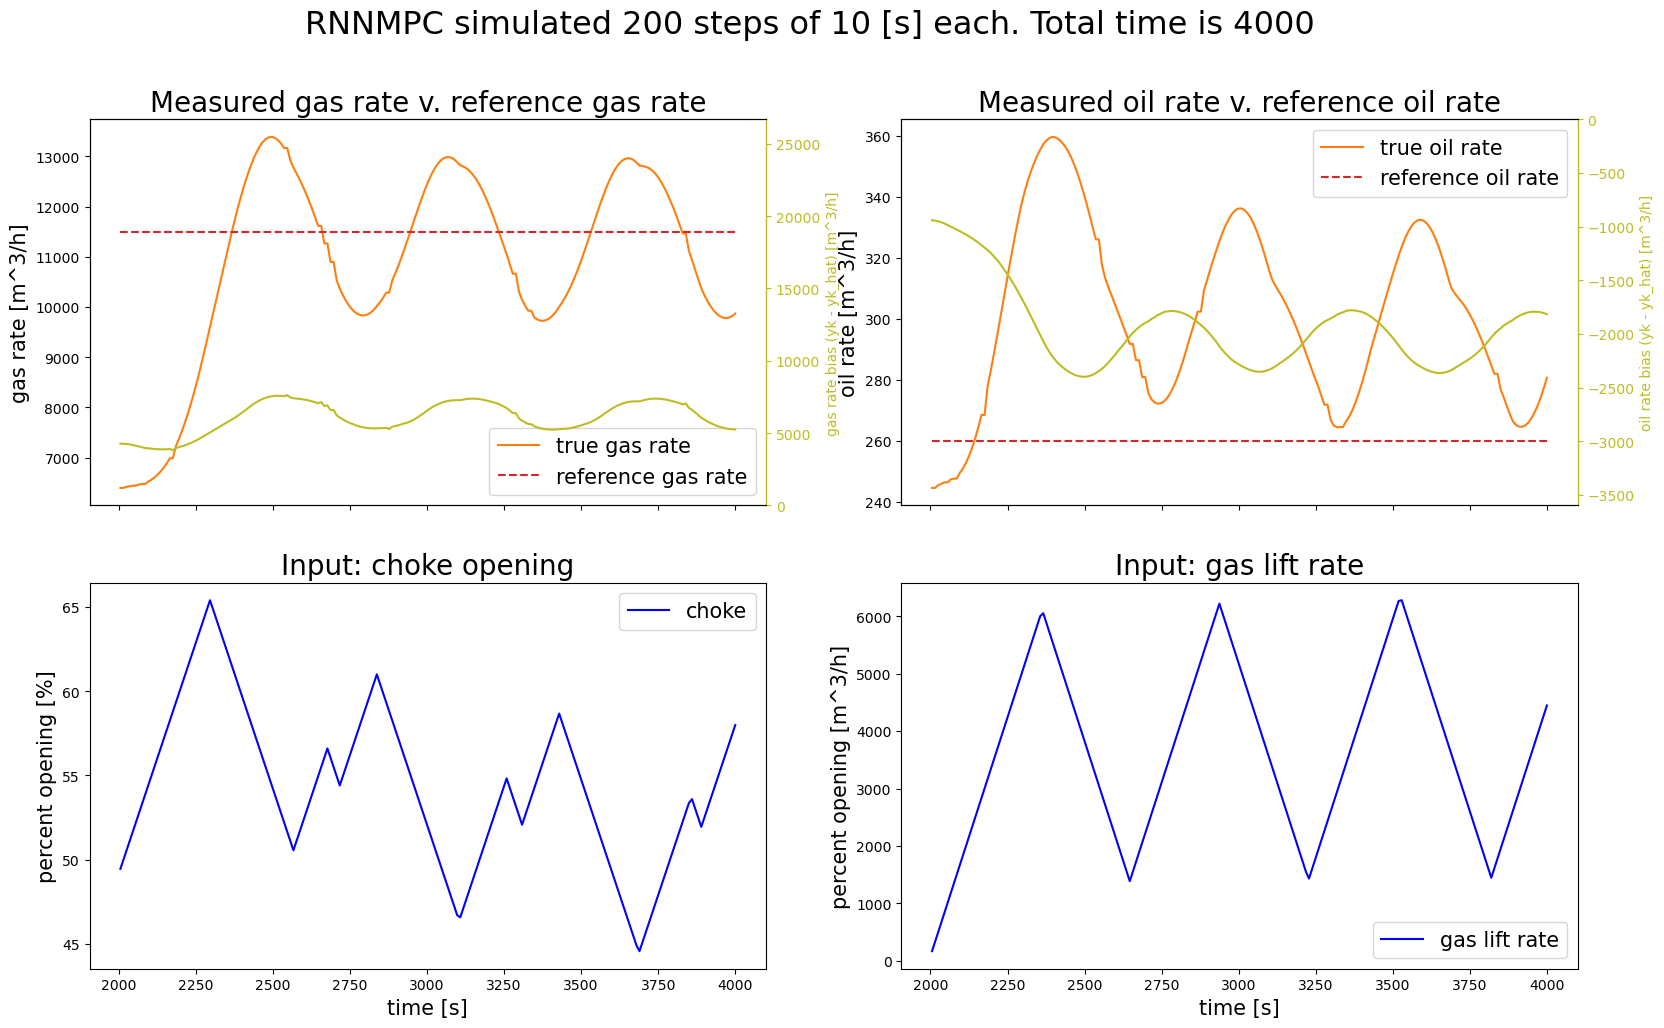 RNNMPC simulated 200 steps of 10 [s] each. Total time is 4000
Measured gas rate v. reference gas rate
gas rate [m^3/h]
13000
12000
11000
10000
9000
8000
7000
25000
20000
15000
10000
5000
0
gas rate bias (yk - yk_hat) [m^3/h]
true gas rate
reference gas rate
Measured oil rate v. reference oil rate
oil rate [m^3/h]
360
340
320
300
280
260
240
0
−500
−1000
−1500
−2000
−2500
−3000
−3500
oil rate bias (yk - yk_hat) [m^3/h]
true oil rate
reference oil rate
Input: choke opening
percent opening [%]
65
60
55
50
45
choke
2000 2250 2500 2750 3000 3250 3500 3750 4000
time [s]
Input: gas lift rate
percent opening [m^3/h]
6000
5000
4000
3000
2000
1000
0
gas lift rate
2000 2250 2500 2750 3000 3250 3500 3750 4000
time [s]